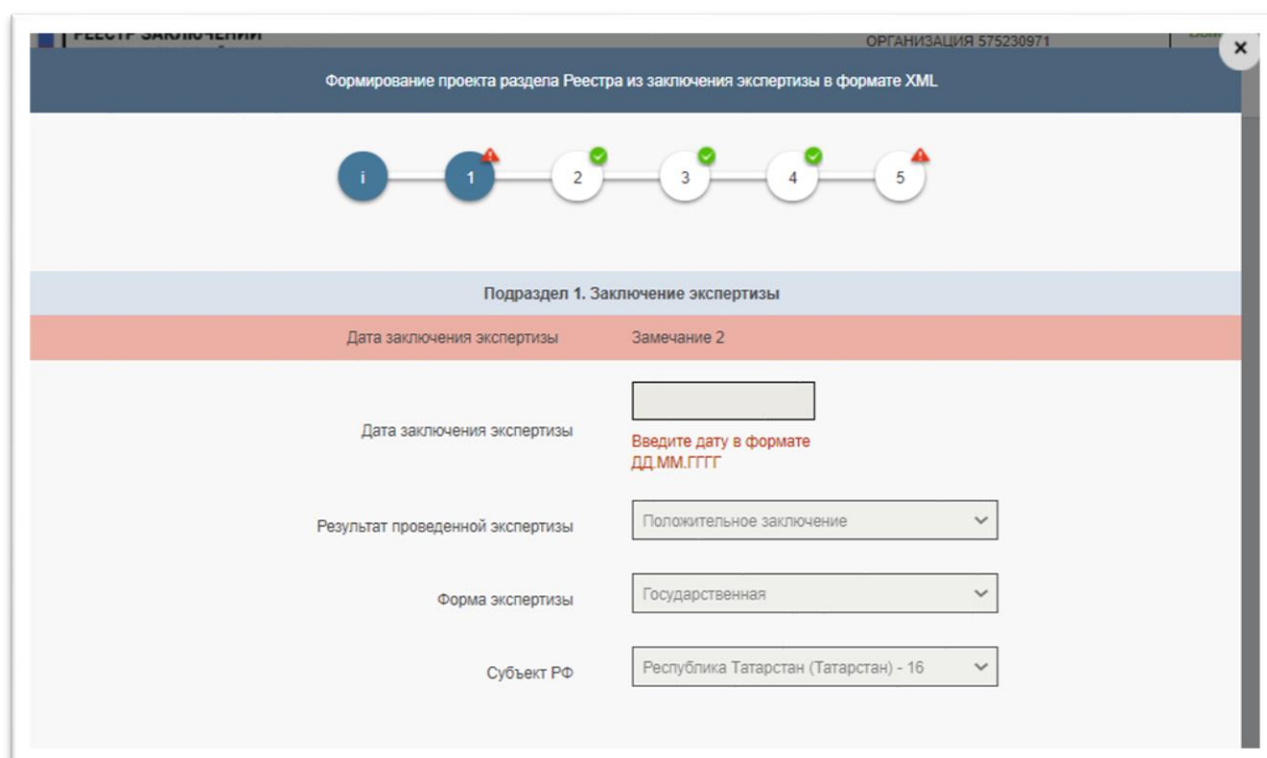 РЕЕСТР ЗАКЛЮЧЕНИЙ
ОРГАНИЗАЦИЯ 575230971
Формирование проекта раздела Реестра из заключения экспертизы в формате XML
i 1 2 3 4 5
Подраздел 1. Заключение экспертизы
Дата заключения экспертизы Замечание 2
Дата заключения экспертизы
Введите дату в формате
ДД.ММ.ГГГГ
Результат проведенной экспертизы Положительное заключение
Форма экспертизы Государственная
Субъект РФ Республика Татарстан (Татарстан) - 16